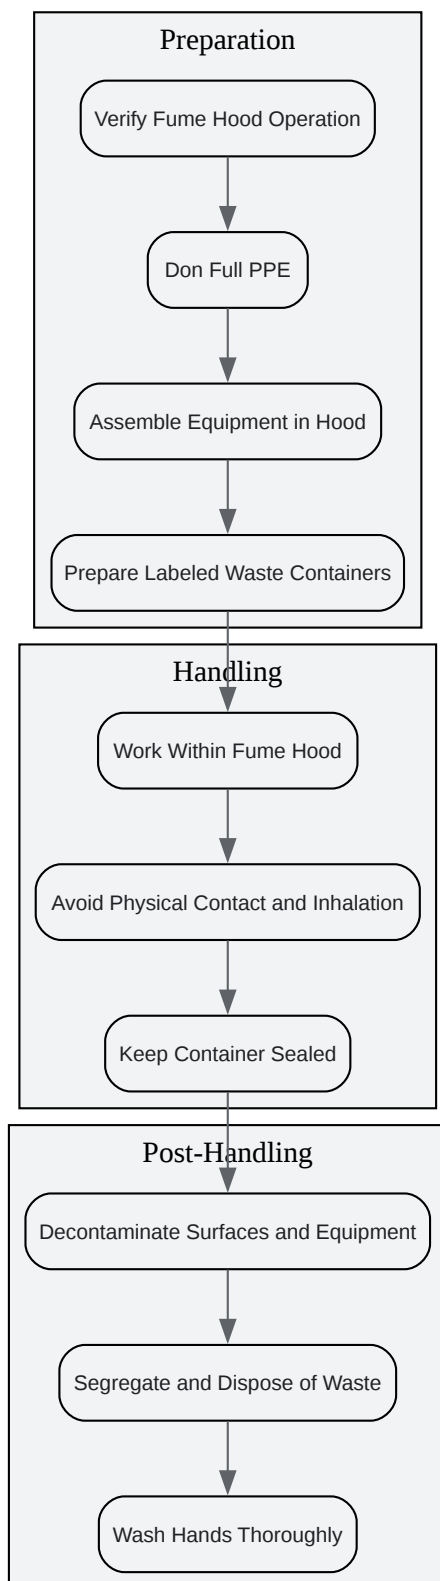 Preparation
Verify Fume Hood Operation
Don Full PPE
Assemble Equipment in Hood
Prepare Labeled Waste Containers
Handling
Work Within Fume Hood
Avoid Physical Contact and Inhalation
Keep Container Sealed
Post-Handling
Decontaminate Surfaces and Equipment
Segregate and Dispose of Waste
Wash Hands Thoroughly